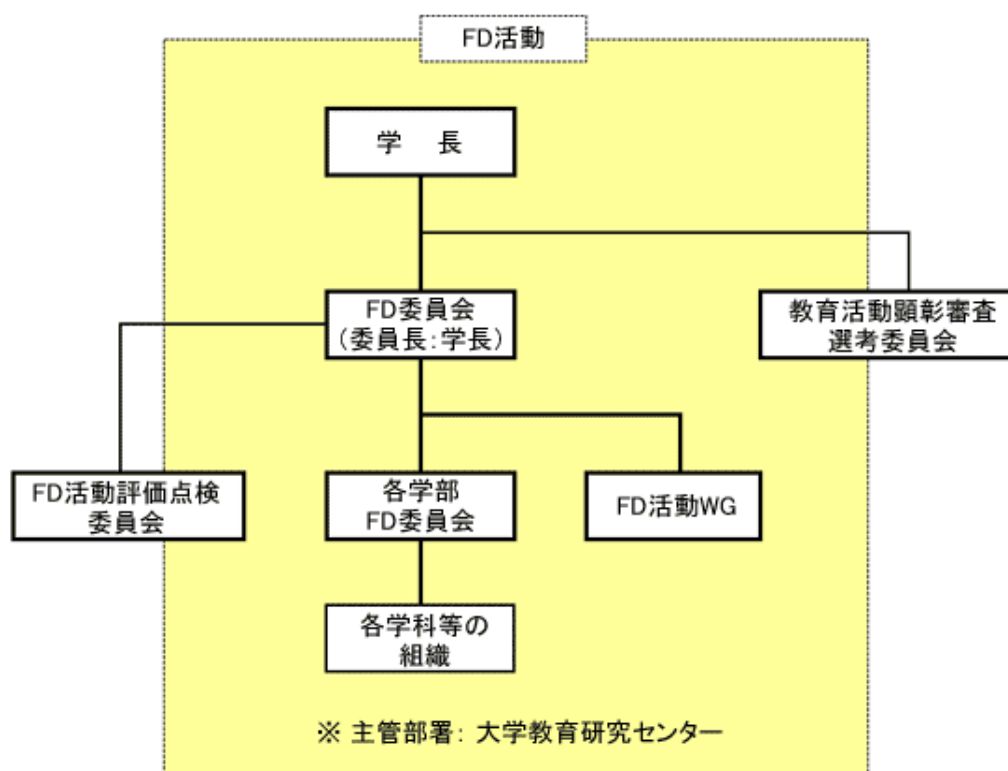 FD活動
学 長
FD委員会
(委員長:学長)
教育活動顕彰審査
選考委員会
FD活動評価点検
委員会
各学部
FD委員会
FD活動WG
各学科等の
組織
※ 主管部署: 大学教育研究センター